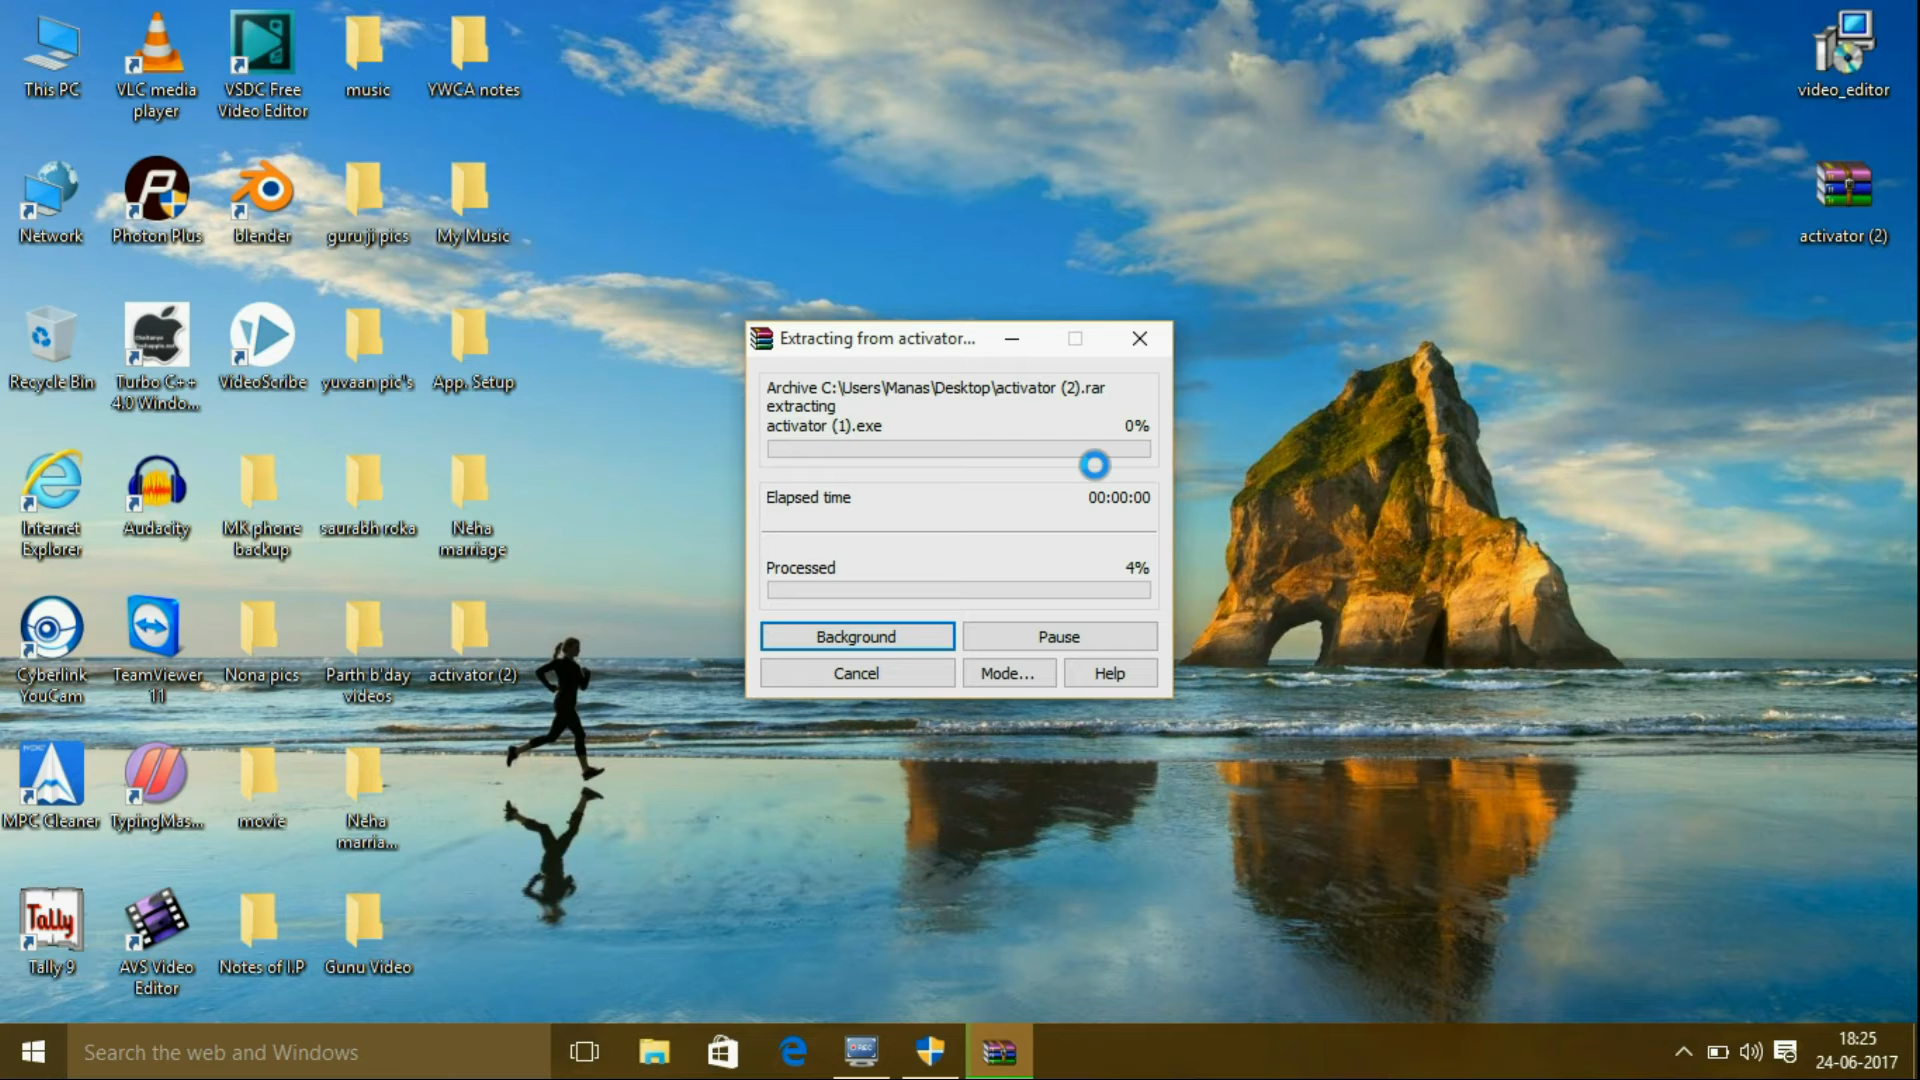 This PC
VLC media
player
VSDC Free
Video Editor
music
YWCA notes
video_editor
Network
Photon Plus
blender
guru ji pics
My Music
activator (2)
Recycle Bin
Turbo C++
4.0 Windo...
VideoScribe
yuvaan pic's
App. Setup
Extracting from activator...
Archive C:\Users\Manas\Desktop\activator (2).rar
extracting
activator (1).exe 0%
Elapsed time 00:00:00
Processed 4%
Background
Pause
Cancel
Mode...
Help
Internet
Explorer
Audacity
MK phone
backup
saurabh roka
Neha
marriage
Cyberlink
YouCam
TeamViewer
11
Nona pics
Parth b'day
videos
activator (2)
MPC Cleaner
TypingMas...
movie
Neha
marria...
Tally
Tally 9
AVS Video
Editor
Notes of I.P
Gunu Video
Search the web and Windows
REC
18:25
24-06-2017